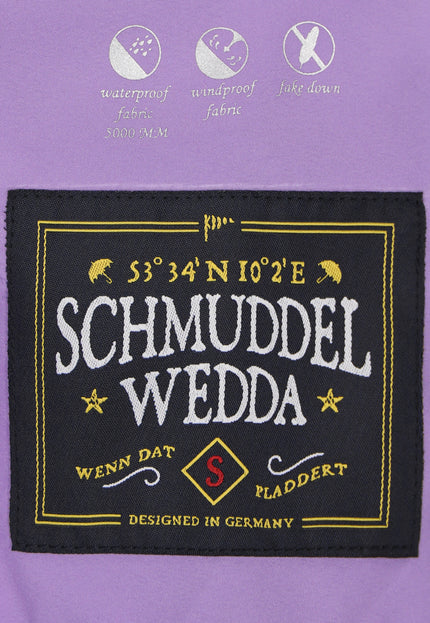 waterproof
fabric
5000 MM
windproof
fabric
fake down
53° 34' N 10° 2' E
SCHMUDDEL
WEDDA
WENN DAT
S
PLADDERT
DESIGNED IN GERMANY